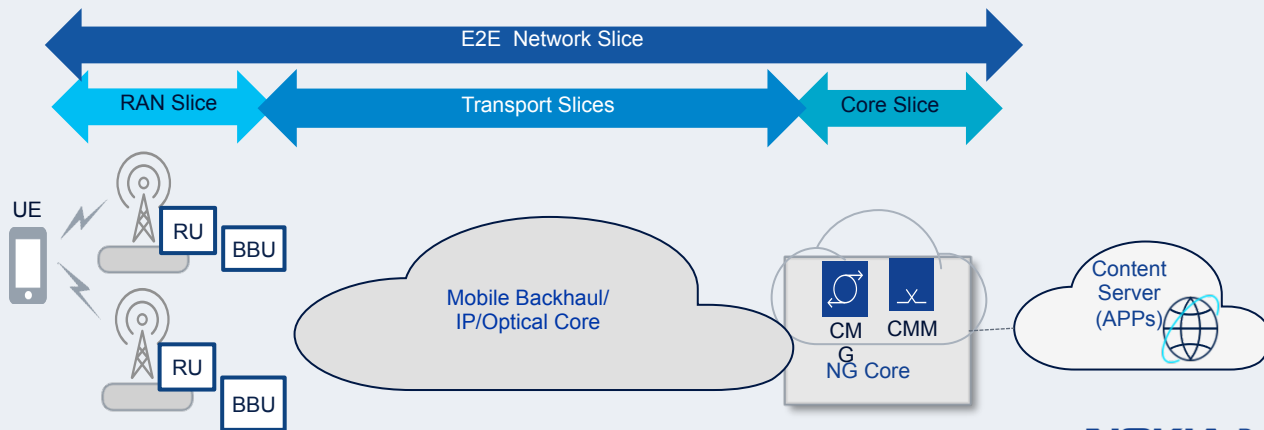 E2E Network Slice
RAN Slice
Transport Slices
Core Slice
UE
RU
BBU
RU
BBU
Mobile Backhaul/
IP/Optical Core
CM
G
CMM
NG Core
Content
Server
(APPs)